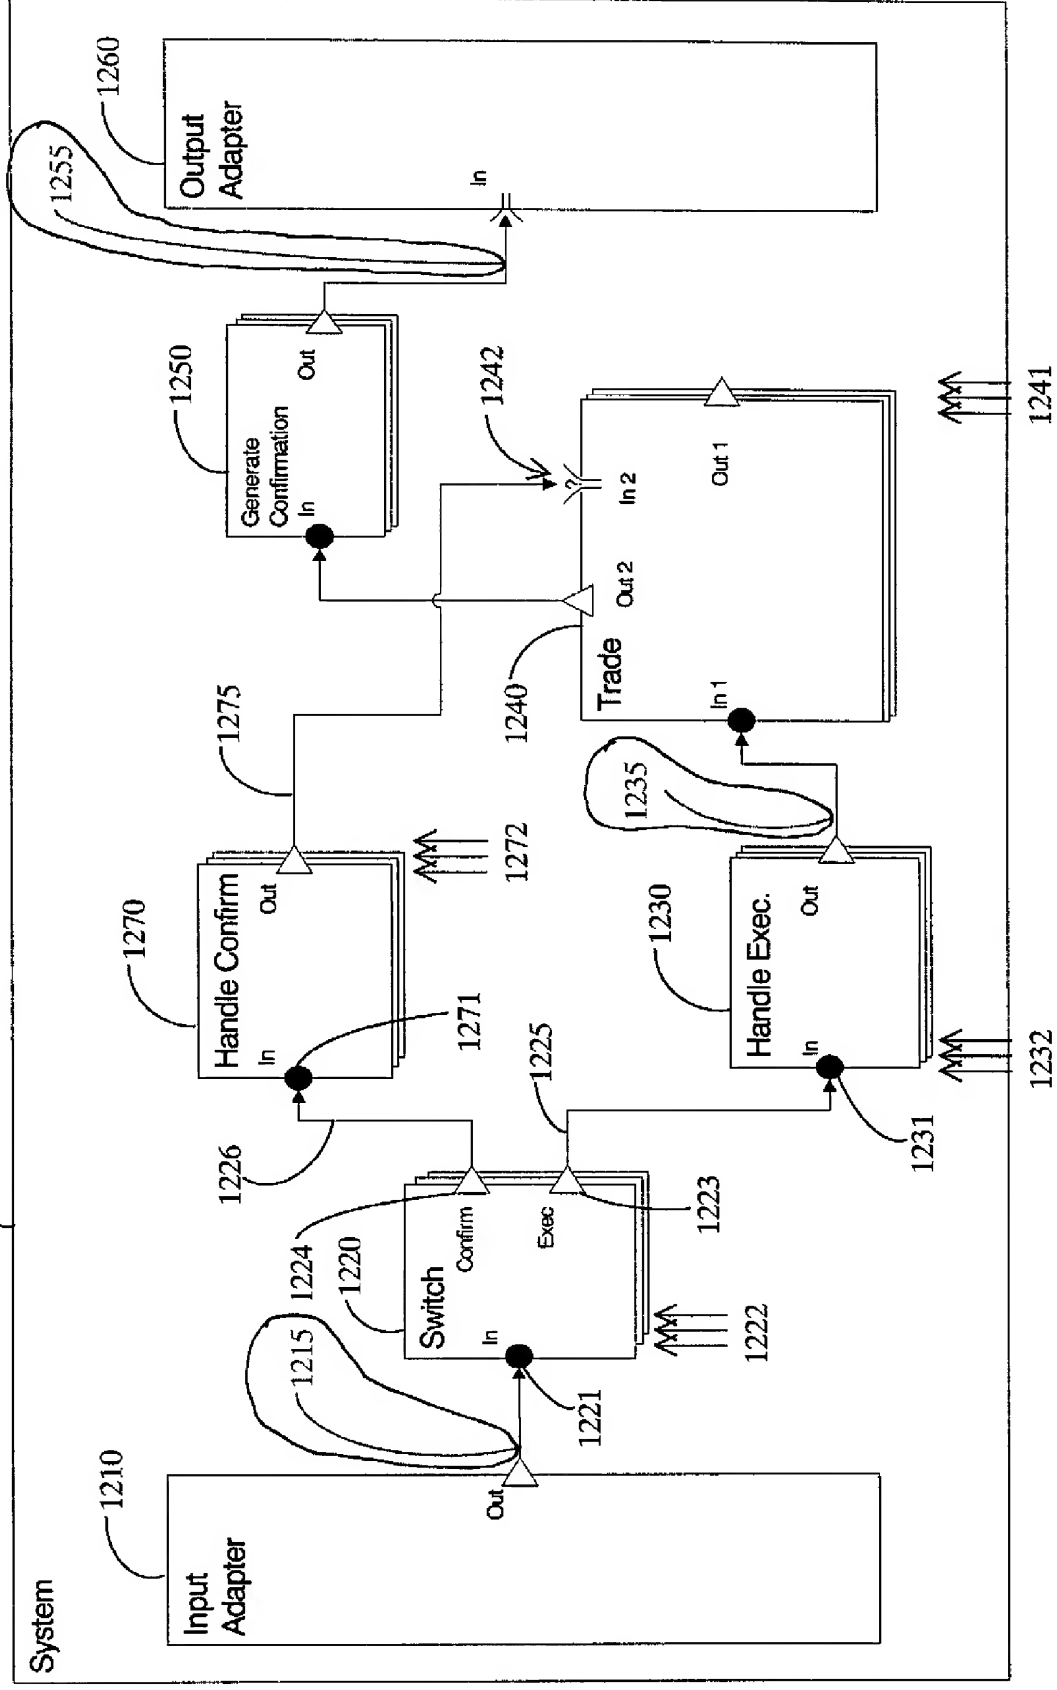 System
1210
Input
Adapter
Out
1215
1221
1220
Switch
In
Confirm
Exec
1224
1223
1222
1226
1225
1270
Handle Confirm
In
Out
1271
1272
1275
1230
Handle Exec.
In
Out
1231
1232
1235
1240
Trade
In 1
Out 2
In 2
Out 1
1242
1241
1250
Generate
Confirmation
In
Out
1255
1260
Output
Adapter
In